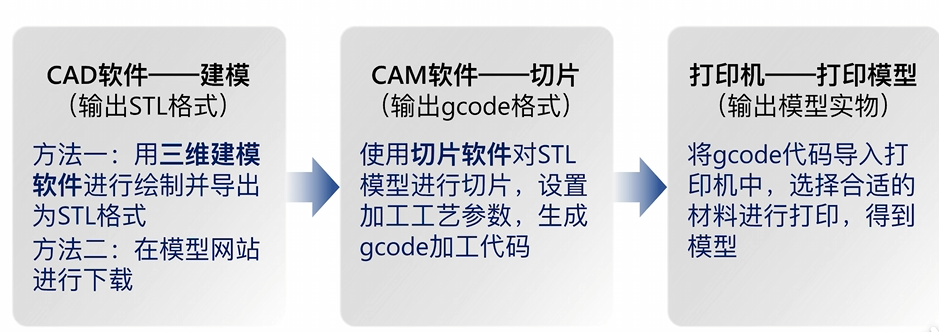 CAD软件——建模
（输出STL格式）
方法一：用三维建模
软件进行绘制并导出
为STL格式
方法二：在模型网站
进行下载
CAM软件——切片
（输出gcode格式）
使用切片软件对STL
模型进行切片，设置
加工工艺参数，生成
gcode加工代码
打印机——打印模型
（输出模型实物）
将gcode代码导入打
印机中，选择合适的
材料进行打印，得到
模型